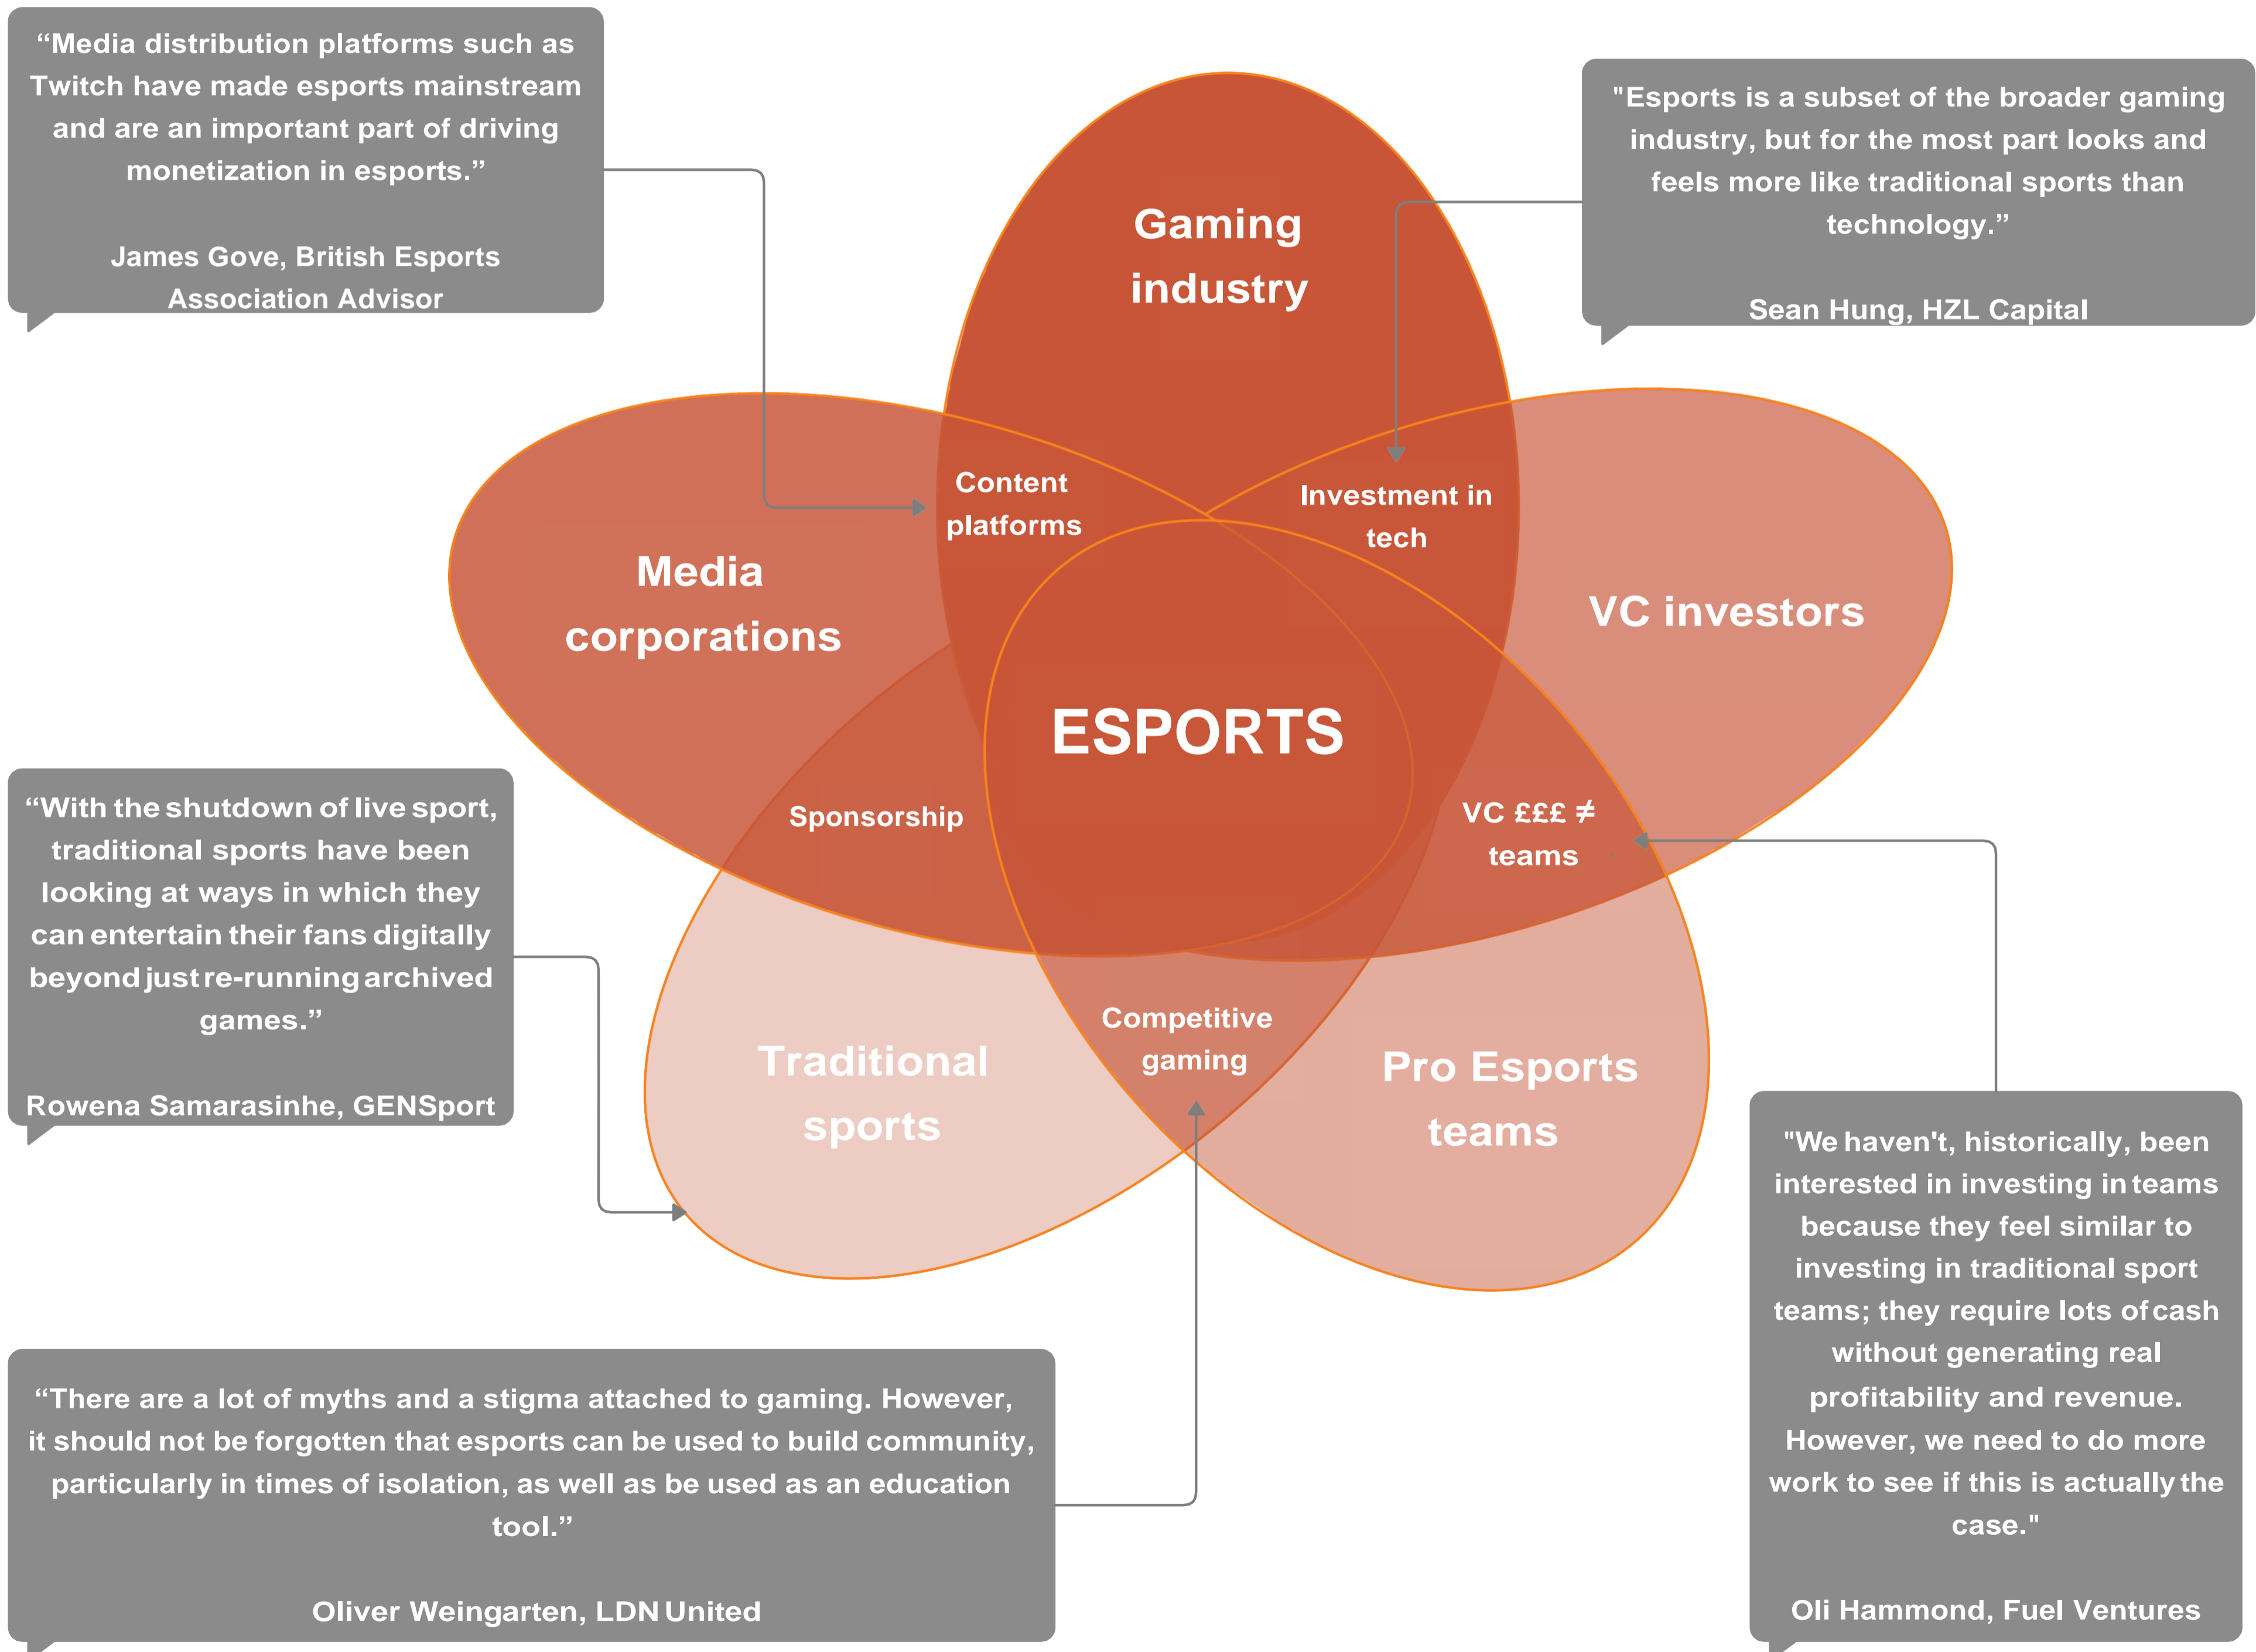 “Media distribution platforms such as
Twitch have made esports mainstream
and are an important part of driving
monetization in esports.”
James Gove, British Esports
Association Advisor
"Esports is a subset of the broader gaming
industry, but for the most part looks and
feels more like traditional sports than
technology.”
Sean Hung, HZL Capital
Gaming
industry
Content
platforms
Investment in
tech
Media
corporations
VC investors
ESPORTS
Sponsorship
VC £££ ≠
teams
“With the shutdown of live sport,
traditional sports have been
looking at ways in which they
can entertain their fans digitally
beyond just re-running archived
games.”
Rowena Samarasinhe, GENSport
Competitive
gaming
Traditional
sports
Pro Esports
teams
"We haven't, historically, been
interested in investing in teams
because they feel similar to
investing in traditional sport
teams; they require lots of cash
without generating real
profitability and revenue.
However, we need to do more
work to see if this is actually the
case."
Oli Hammond, Fuel Ventures
“There are a lot of myths and a stigma attached to gaming. However,
it should not be forgotten that esports can be used to build community,
particularly in times of isolation, as well as be used as an education
tool.”
Oliver Weingarten, LDN United